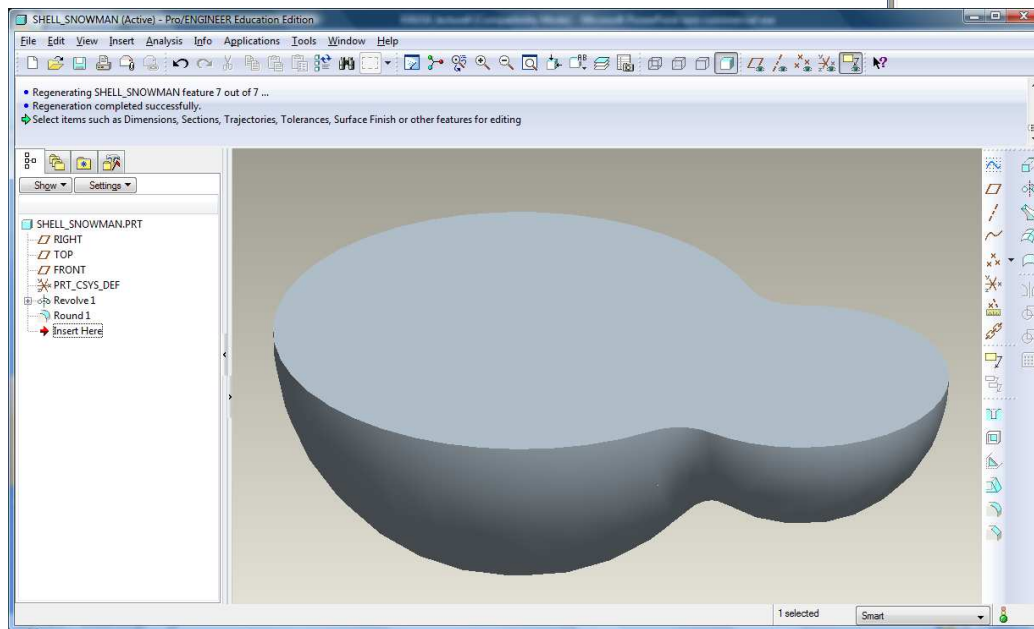 SHELL_SNOWMAN (Active) - Pro/ENGINEER Education Edition
File Edit View Insert Analysis Info Applications Tools Window Help
• Regenerating SHELL_SNOWMAN feature 7 out of 7 ...
• Regeneration completed successfully.
Select items such as Dimensions, Sections, Trajectories, Tolerances, Surface Finish or other features for editing
Show Settings
SHELL_SNOWMAN.PRT
RIGHT
TOP
FRONT
PRT_CSYS_DEF
Revolve 1
Round 1
Insert Here
1 selected Smart